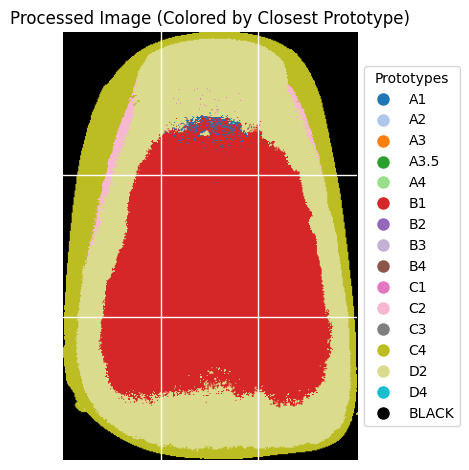 Processed Image (Colored by Closest Prototype)
Prototypes
A1
A2
A3
A3.5
A4
B1
B2
B3
B4
C1
C2
C3
C4
D2
D4
BLACK